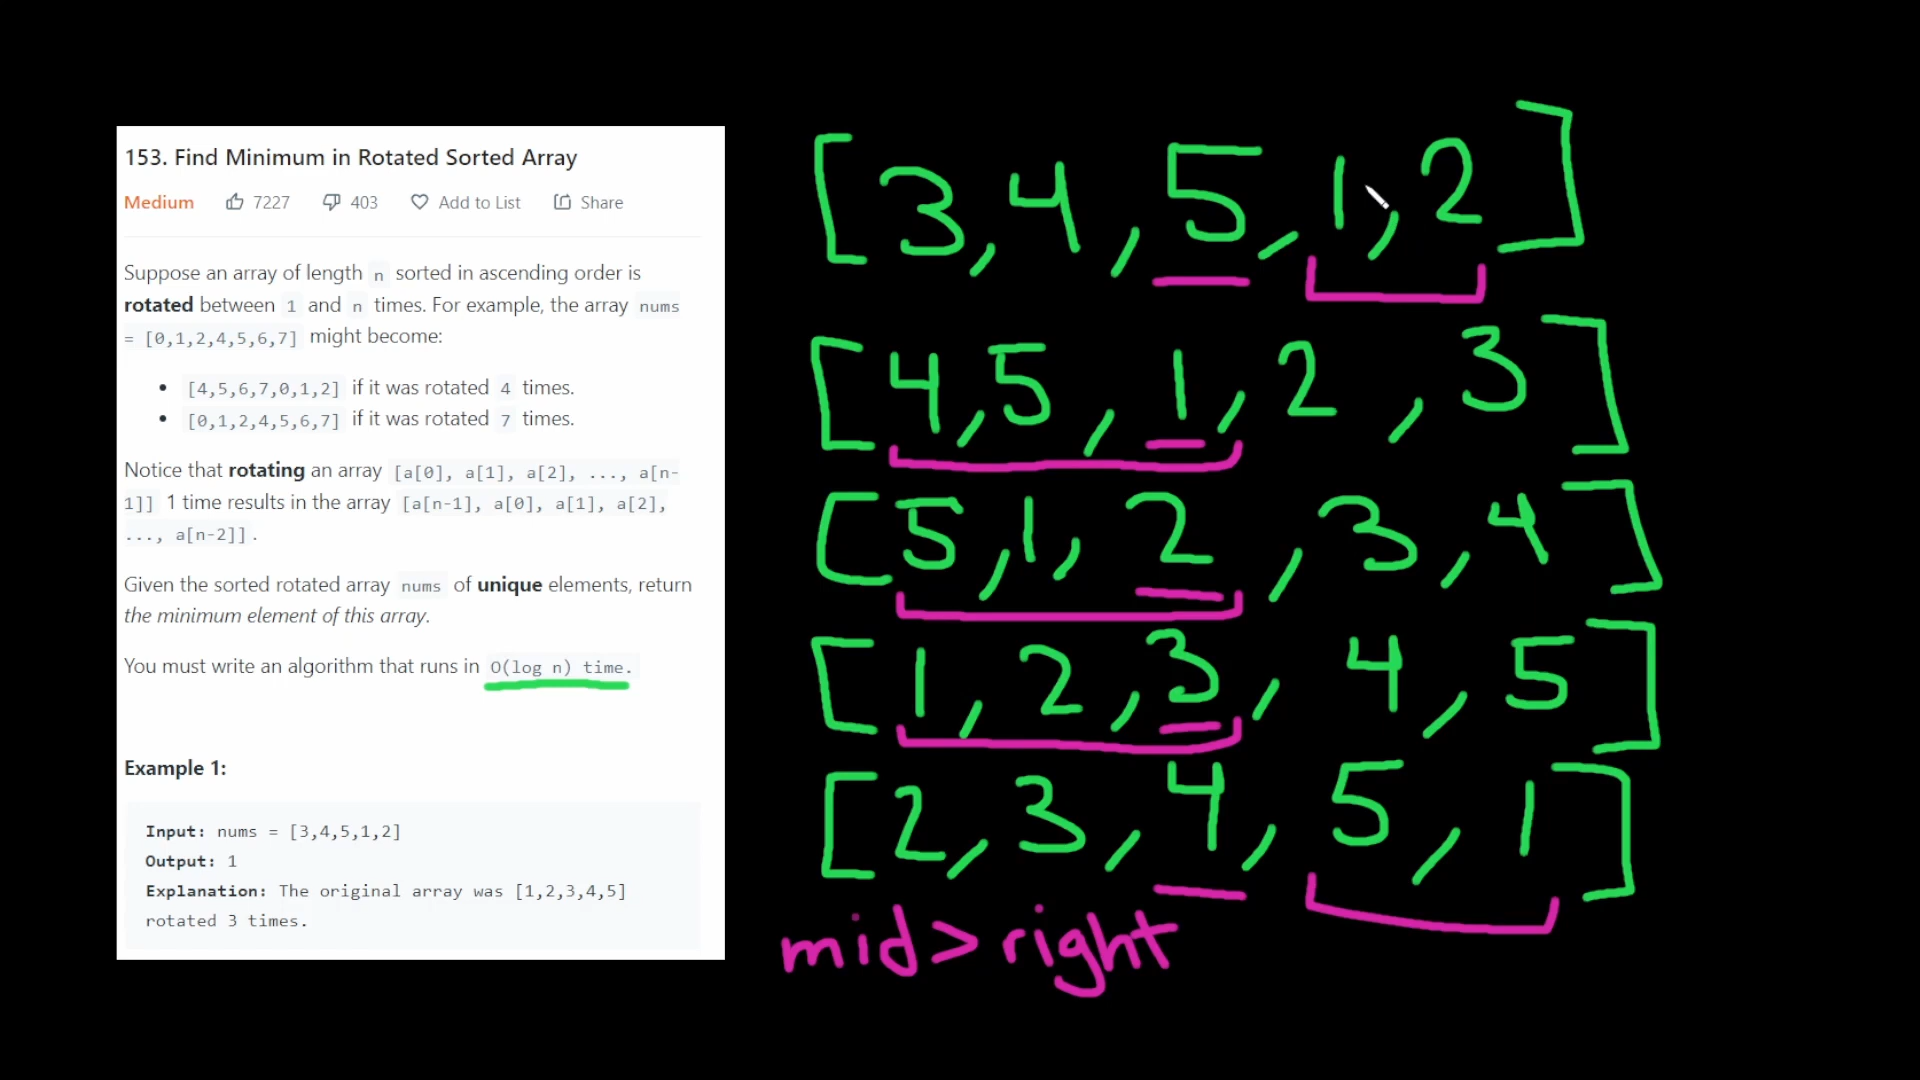 153. Find Minimum in Rotated Sorted Array
Medium 7227 403 Add to List Share
Suppose an array of length n sorted in ascending order is
rotated between 1 and n times. For example, the array nums
= [0,1,2,4,5,6,7] might become:
• [4,5,6,7,0,1,2] if it was rotated 4 times.
• [0,1,2,4,5,6,7] if it was rotated 7 times.
Notice that rotating an array [a[0], a[1], a[2], ..., a[n-
1]] 1 time results in the array [a[n-1], a[0], a[1], a[2],
..., a[n-2]].
Given the sorted rotated array nums of unique elements, return
the minimum element of this array.
You must write an algorithm that runs in O(log n) time.
Example 1:
Input: nums = [3,4,5,1,2]
Output: 1
Explanation: The original array was [1,2,3,4,5]
rotated 3 times.
[3,4,5,1,2]
[4,5,1,2,3]
[5,1,2,3,4]
[1,2,3,4,5]
[2,3,4,5,1]
mid>right